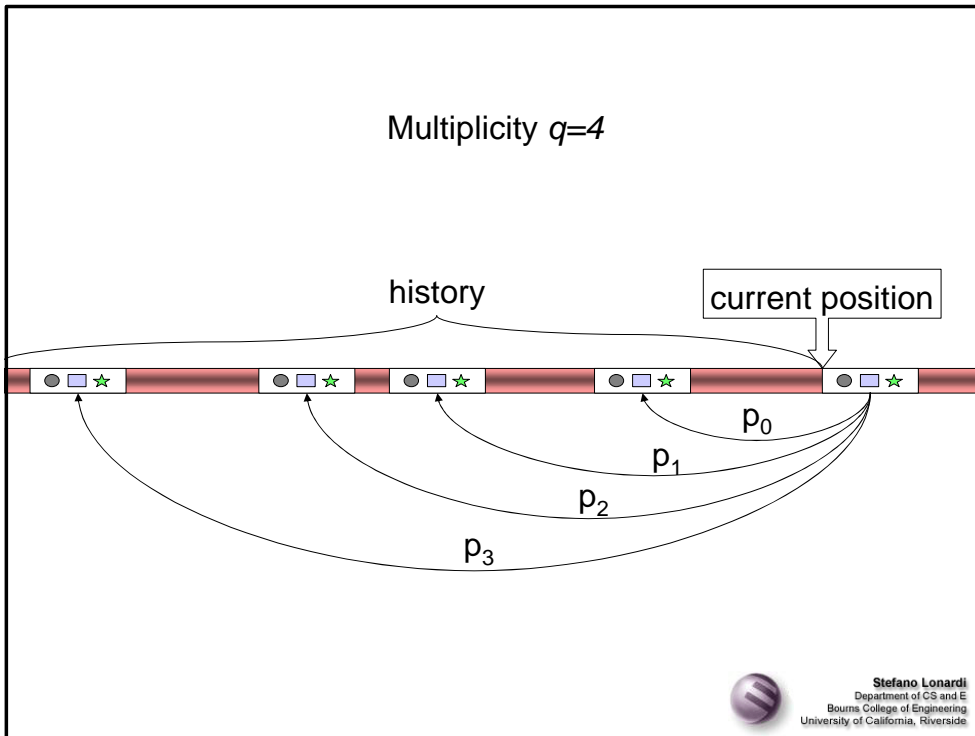 Multiplicity q=4
history
current position
p₀
p₁
p₂
p₃
Stefano Lonardi
Department of CS and E
Bourns College of Engineering
University of California, Riverside